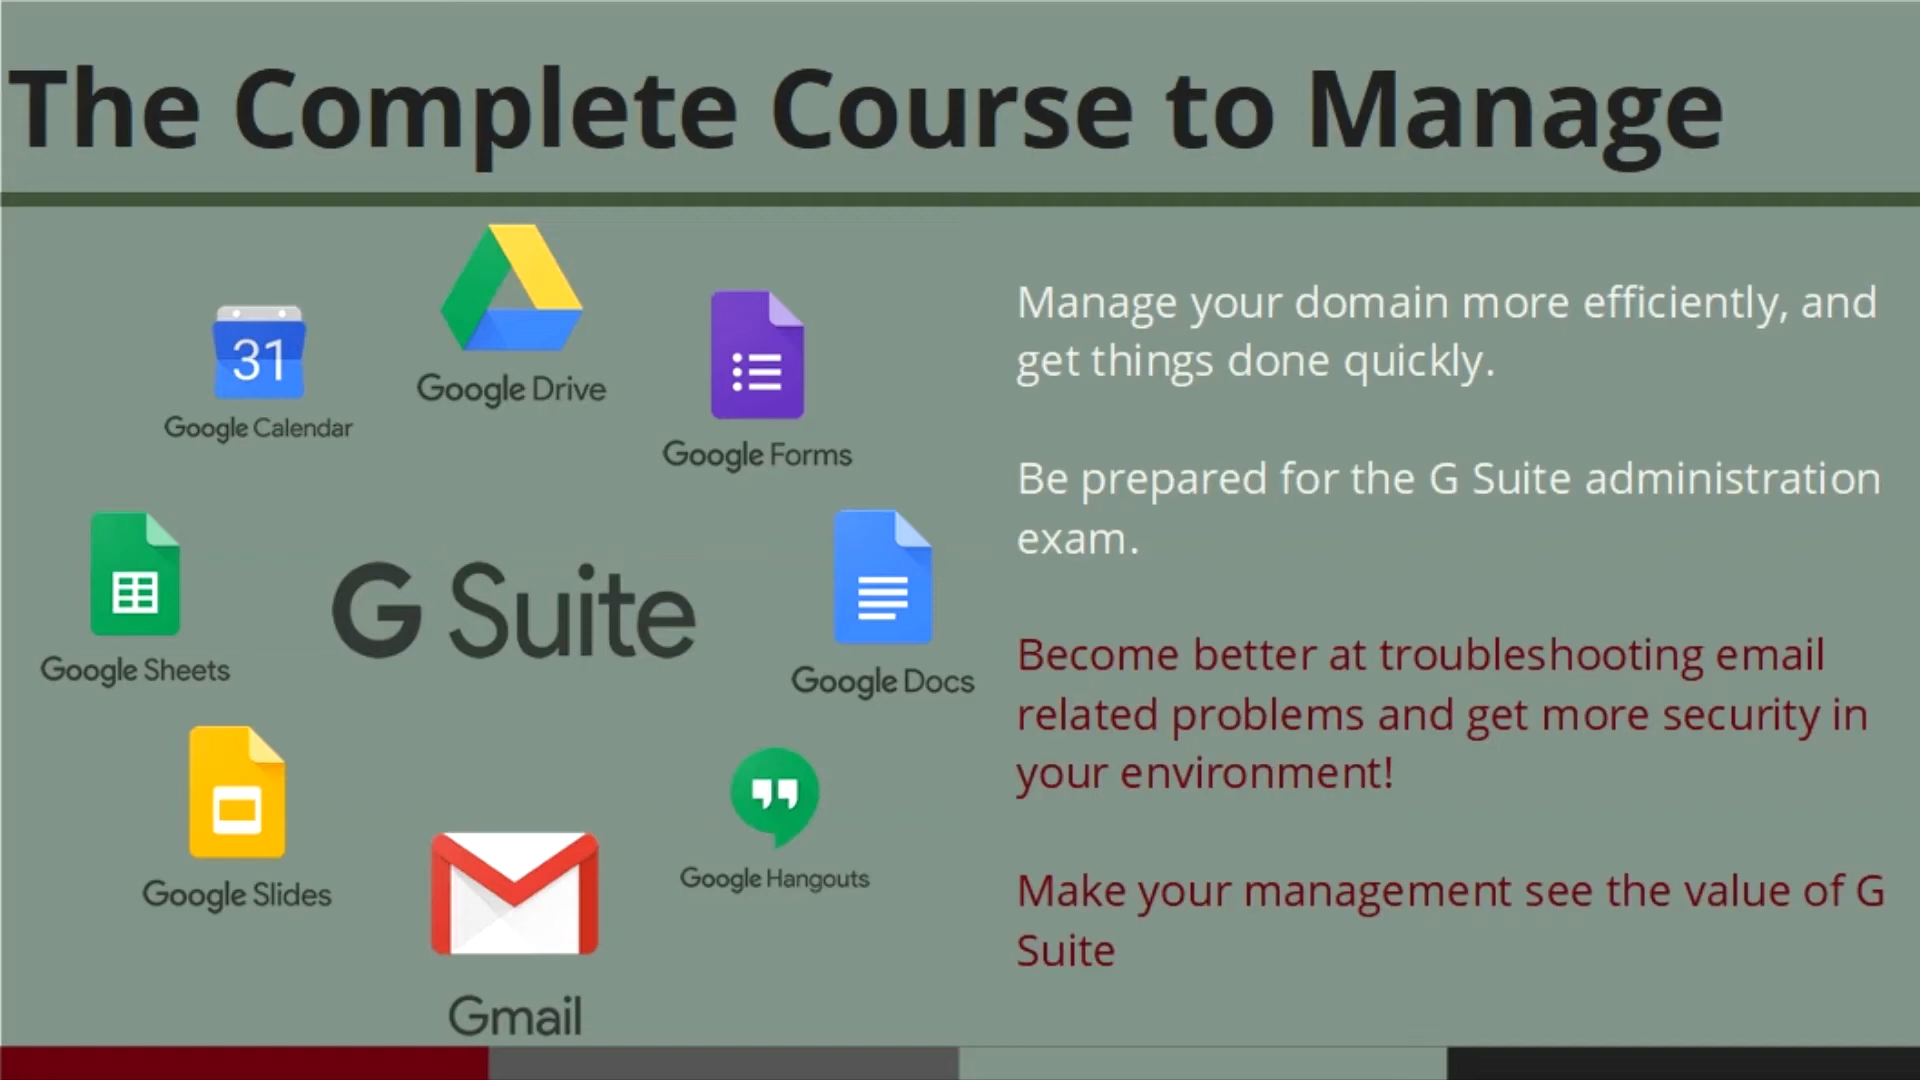 The Complete Course to Manage
31
Google Calendar
Google Drive
Google Forms
Google Sheets
G Suite
Google Docs
Google Slides
Gmail
Google Hangouts
Manage your domain more efficiently, and
get things done quickly.
Be prepared for the G Suite administration
exam.
Become better at troubleshooting email
related problems and get more security in
your environment!
Make your management see the value of G
Suite